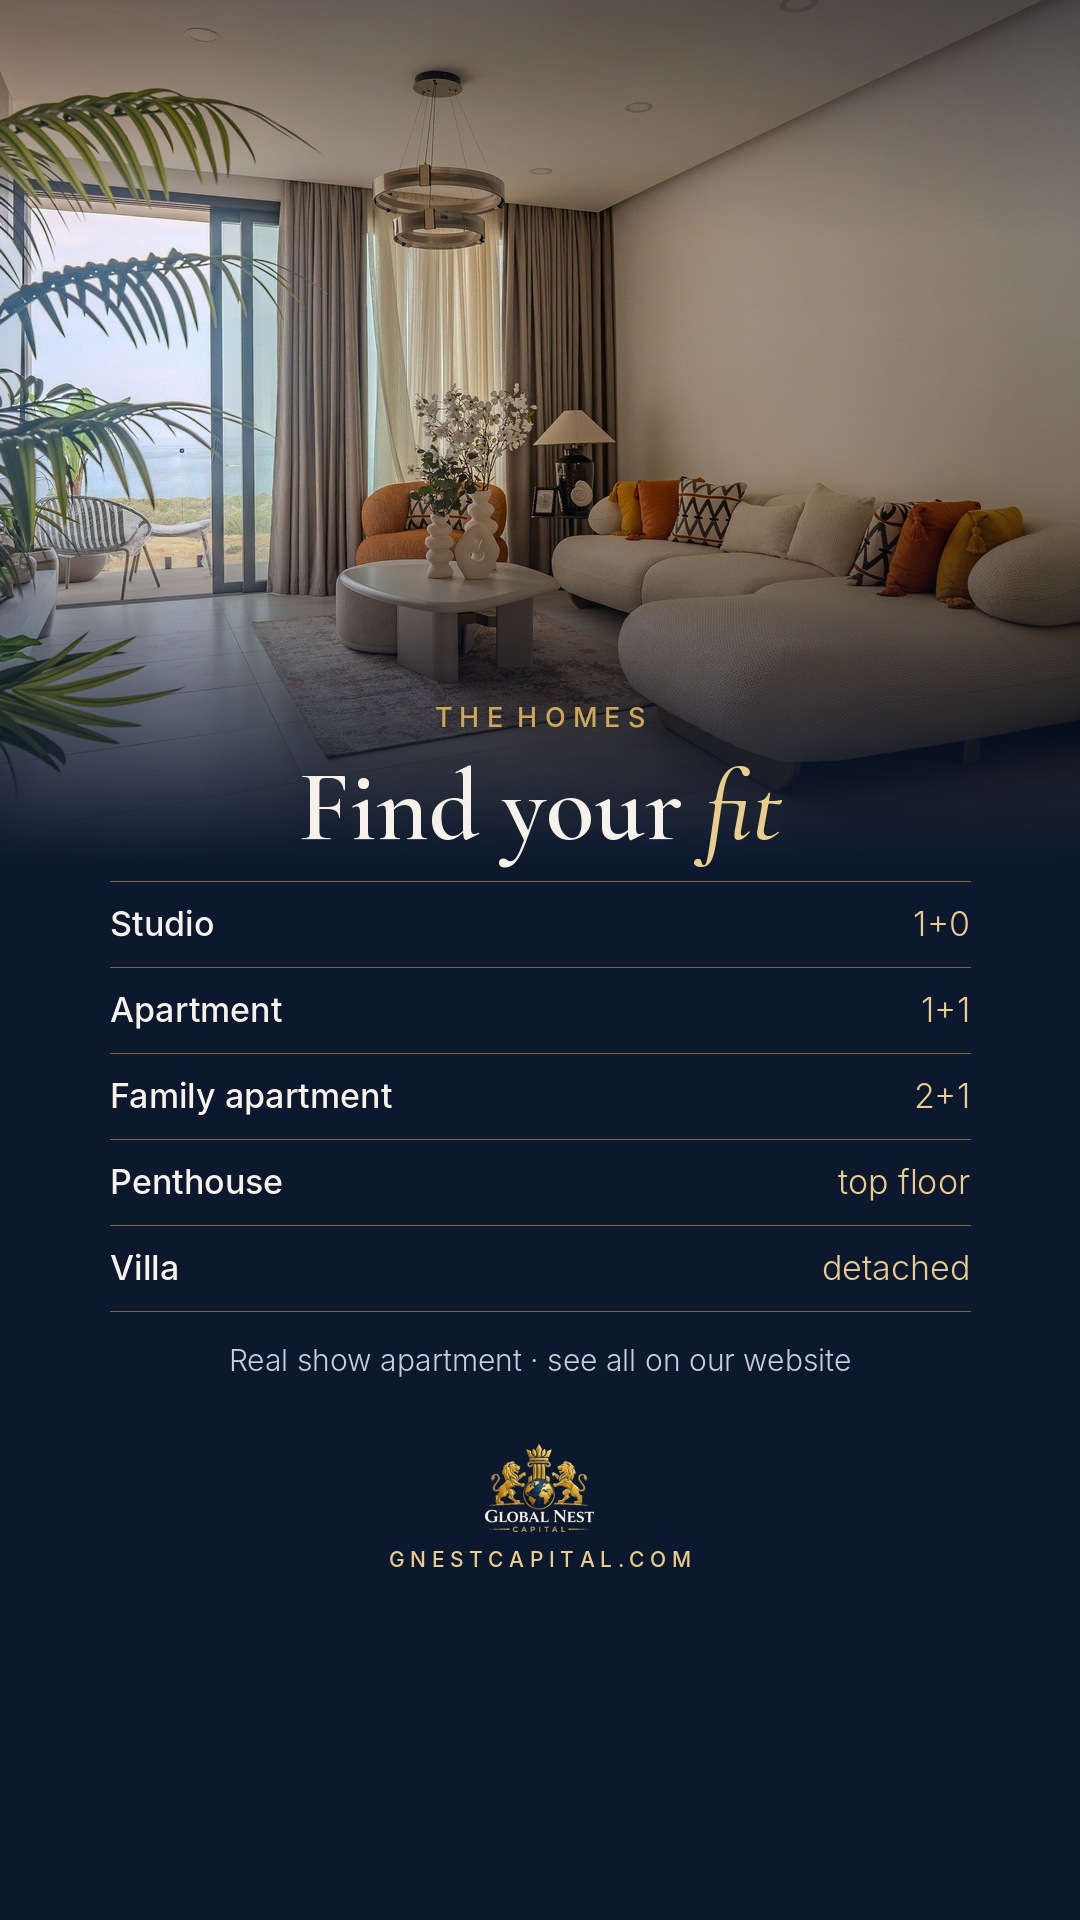 THE HOMES
Find your fit
Studio 1+0
Apartment 1+1
Family apartment 2+1
Penthouse top floor
Villa detached
Real show apartment · see all on our website
GLOBAL NEST
CAPITAL
GNESTCAPITAL.COM